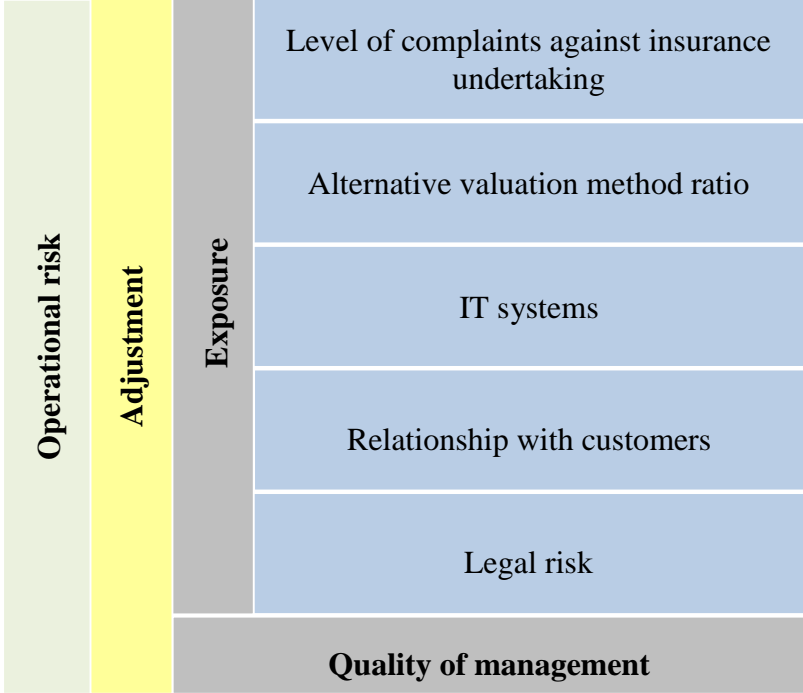 Operational risk
Adjustment
Exposure
Level of complaints against insurance
undertaking
Alternative valuation method ratio
IT systems
Relationship with customers
Legal risk
Quality of management